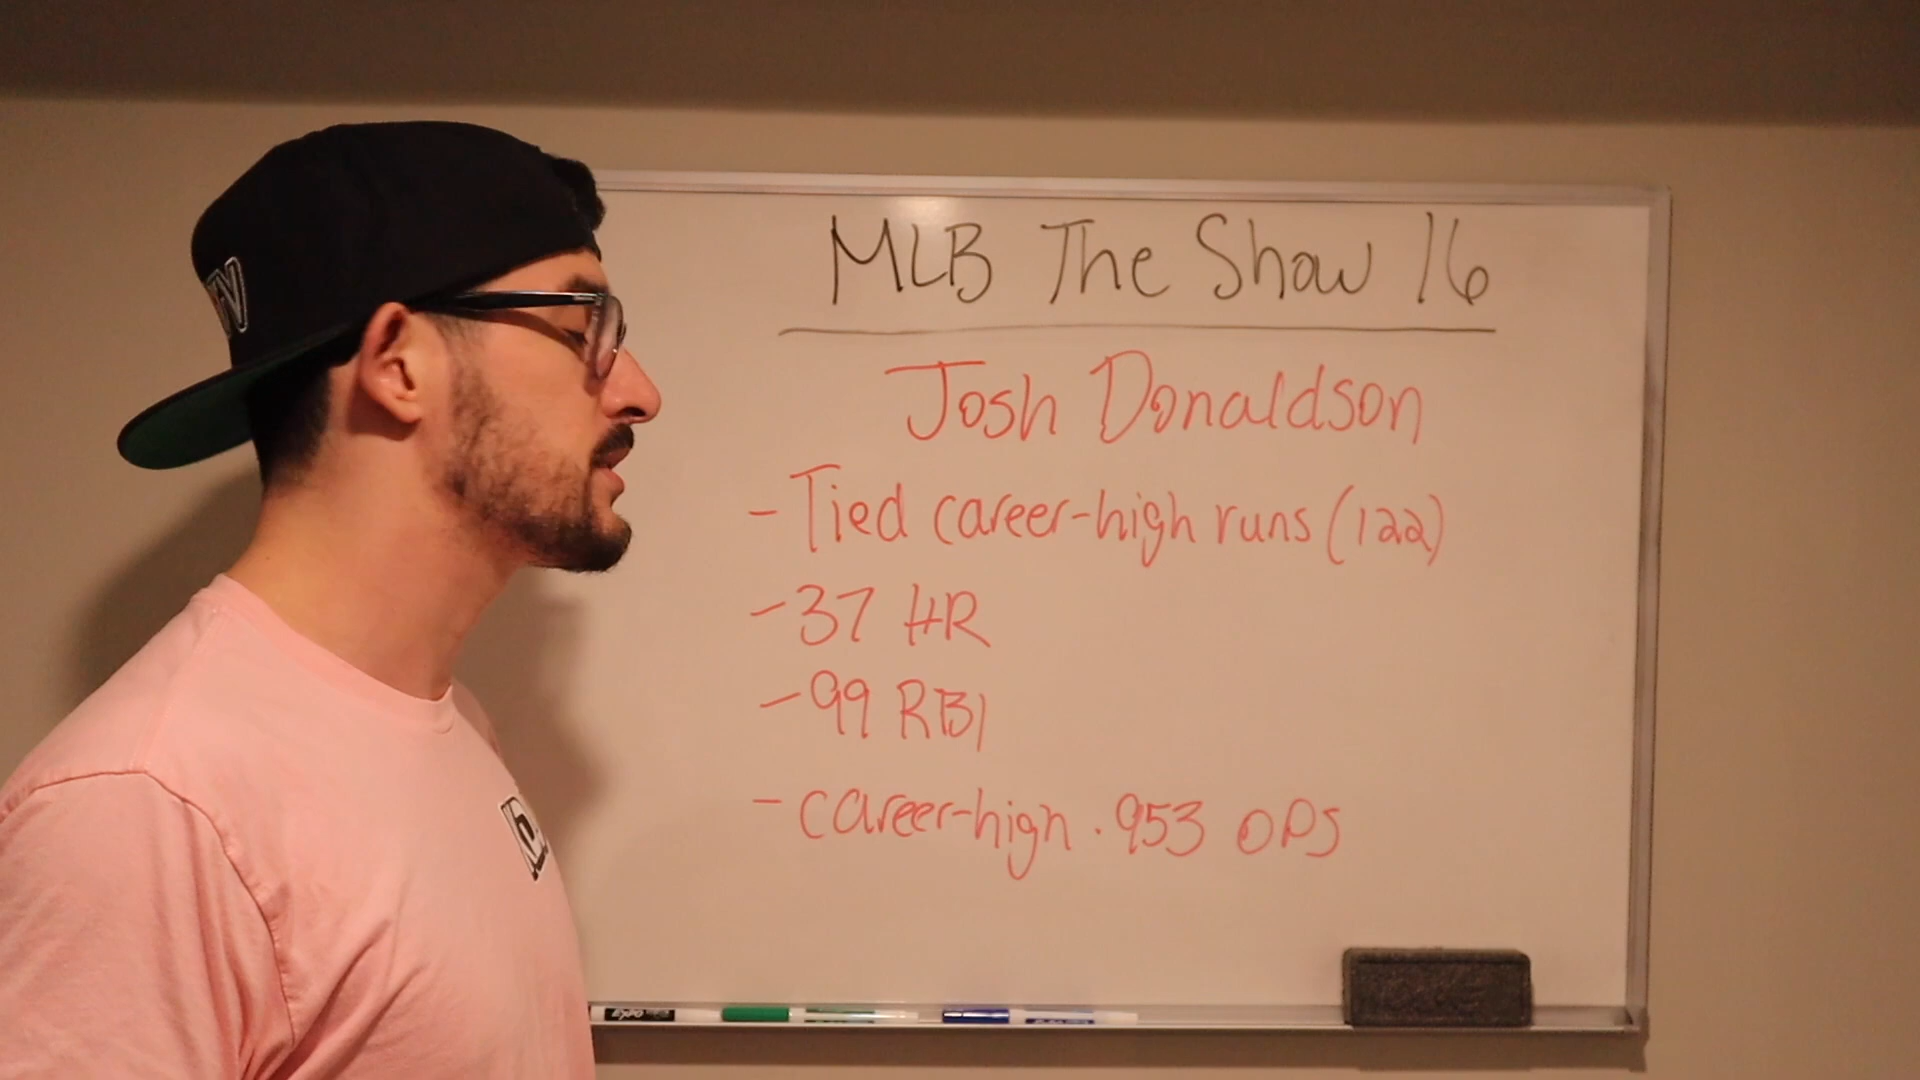 MLB The Show 16
Josh Donaldson
- Tied career-high runs (122)
- 37 HR
- 99 RBI
- career-high .953 OPS